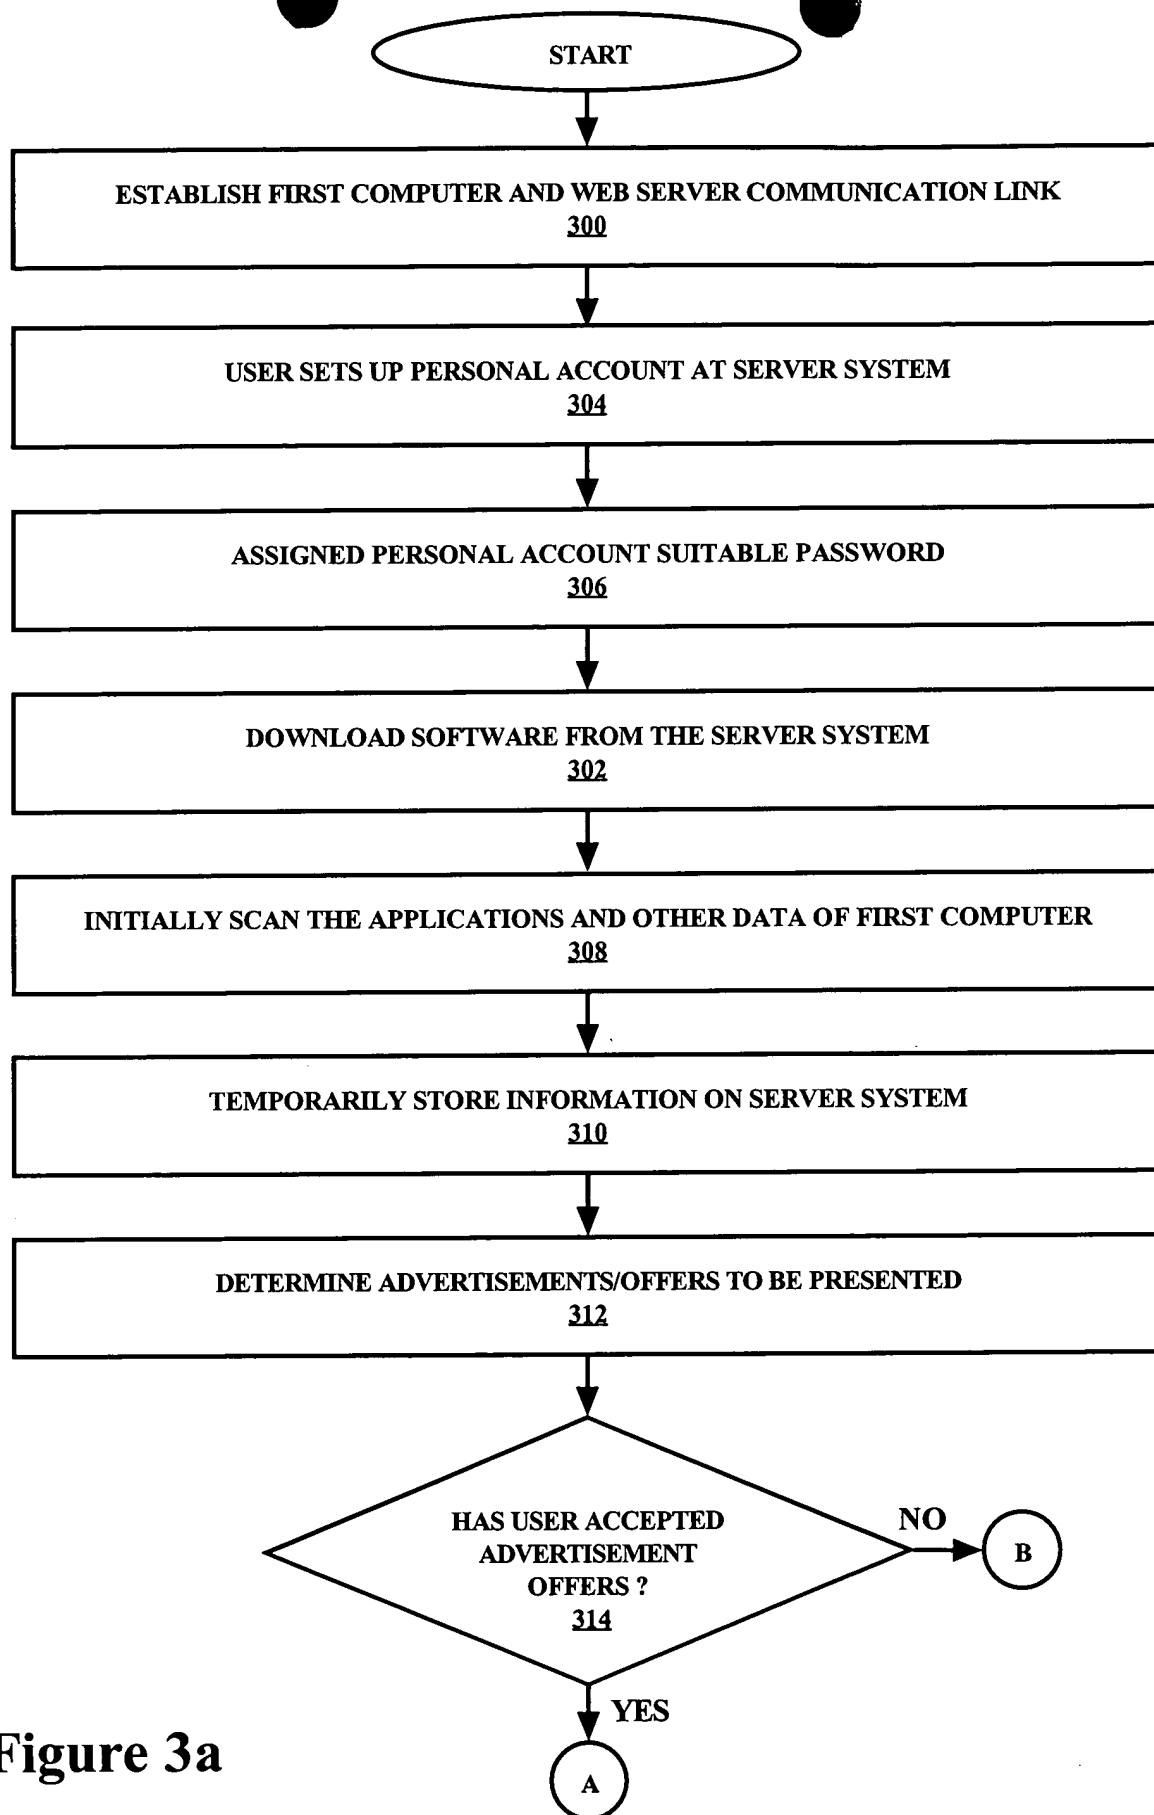 START
ESTABLISH FIRST COMPUTER AND WEB SERVER COMMUNICATION LINK
300
USER SETS UP PERSONAL ACCOUNT AT SERVER SYSTEM
304
ASSIGNED PERSONAL ACCOUNT SUITABLE PASSWORD
306
DOWNLOAD SOFTWARE FROM THE SERVER SYSTEM
302
INITIALLY SCAN THE APPLICATIONS AND OTHER DATA OF FIRST COMPUTER
308
TEMPORARILY STORE INFORMATION ON SERVER SYSTEM
310
DETERMINE ADVERTISEMENTS/OFFERS TO BE PRESENTED
312
HAS USER ACCEPTED
ADVERTISEMENT
OFFERS ?
314
NO
B
YES
A
Figure 3a